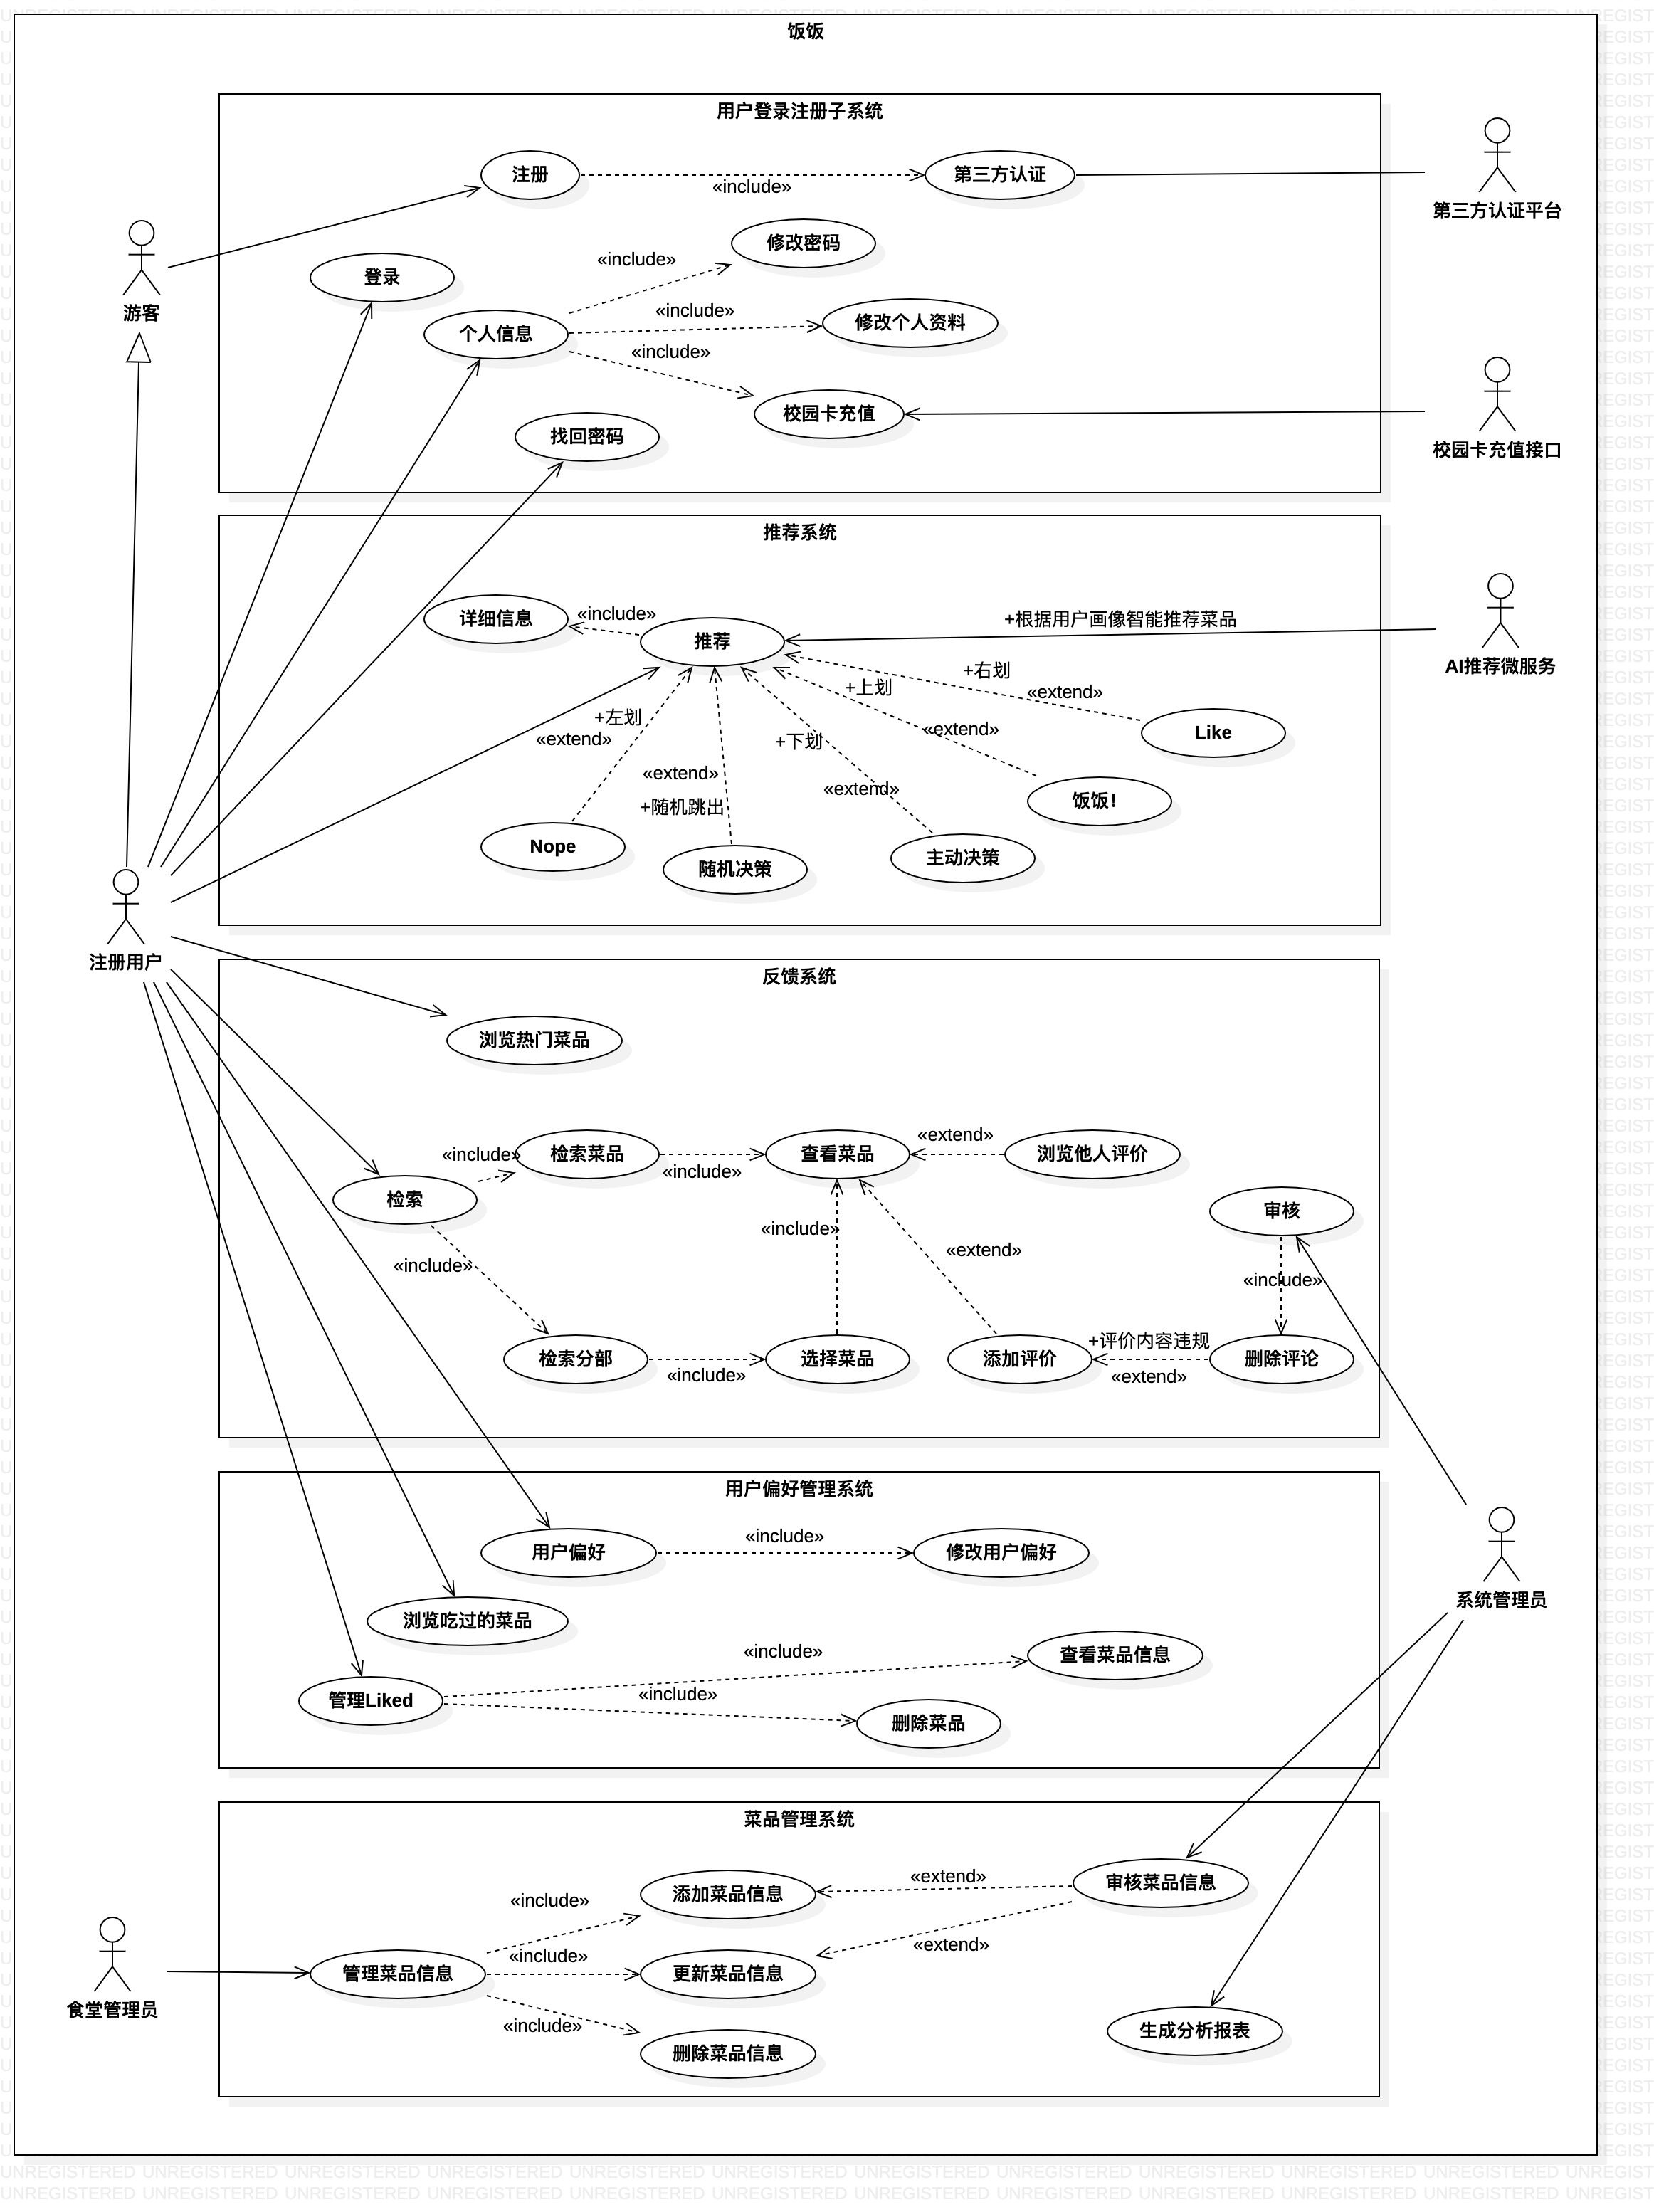 饭饭
用户登录注册子系统
注册
«include»
第三方认证
第三方认证平台
游客
登录
修改密码
«include»
个人信息
«include»
修改个人资料
«include»
校园卡充值
校园卡充值接口
找回密码
推荐系统
详细信息
«include»
推荐
+根据用户画像智能推荐菜品
AI推荐微服务
+右划
«extend»
Like
+上划
«extend»
饭饭！
+左划
«extend»
Nope
«extend»
+随机跳出
随机决策
+下划
«extend»
主动决策
注册用户
反馈系统
浏览热门菜品
检索
«include»
检索菜品
«include»
查看菜品
«extend»
浏览他人评价
审核
«include»
«include»
«extend»
«include»
检索分部
«include»
选择菜品
添加评价
+评价内容违规
«extend»
删除评论
用户偏好管理系统
用户偏好
«include»
修改用户偏好
系统管理员
浏览吃过的菜品
«include»
查看菜品信息
管理Liked
«include»
删除菜品
菜品管理系统
«include»
添加菜品信息
«extend»
审核菜品信息
«extend»
食堂管理员
管理菜品信息
«include»
更新菜品信息
«include»
删除菜品信息
生成分析报表
UNREGISTERED UNREGISTERED UNREGISTERED UNREGISTERED UNREGISTERED UNREGISTERED UNREGISTERED UNREGISTERED UNREGISTERED UNREGISTERED UNREGISTERED UNREGIST
UNREGISTERED UNREGISTERED UNREGISTERED UNREGISTERED UNREGISTERED UNREGISTERED UNREGISTERED UNREGISTERED UNREGISTERED UNREGISTERED UNREGISTERED UNREGIST